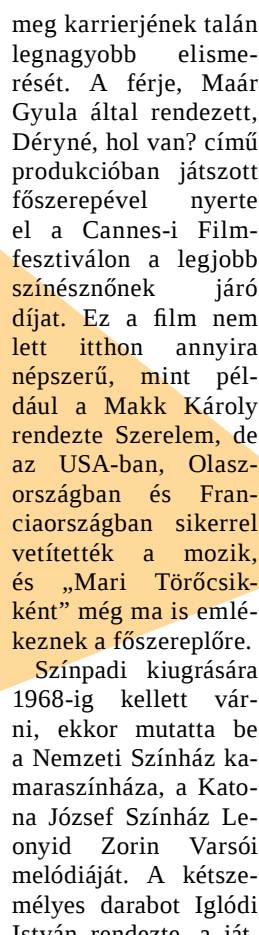 meg karrierjének talán
legnagyobb elisme-
rését. A férje, Maár
Gyula által rendezett,
Déryné, hol van? című
produkcióban játszott
főszerepével nyerte
el a Cannes-i Film-
fesztiválon a legjobb
színésznőnek járó
díjat. Ez a film nem
lett itthon annyira
népszerű, mint pél-
dául a Makk Károly
rendezte Szerelem, de
az USA-ban, Olasz-
országban és Fran-
ciaországban sikerrel
vetítették a mozik,
és „Mari Törőcsik-
ként” még ma is emlé-
keznek a főszereplőre.
Színpadi kiugrására
1968-ig kellett vár-
ni, ekkor mutatta be
a Nemzeti Színház ka-
maraszínháza, a Kato-
na József Színház Le-
onyid Zorin Varsói
melódiáját. A kétsze-
mélyes darabot Iglódi
István rendezte, a ját-